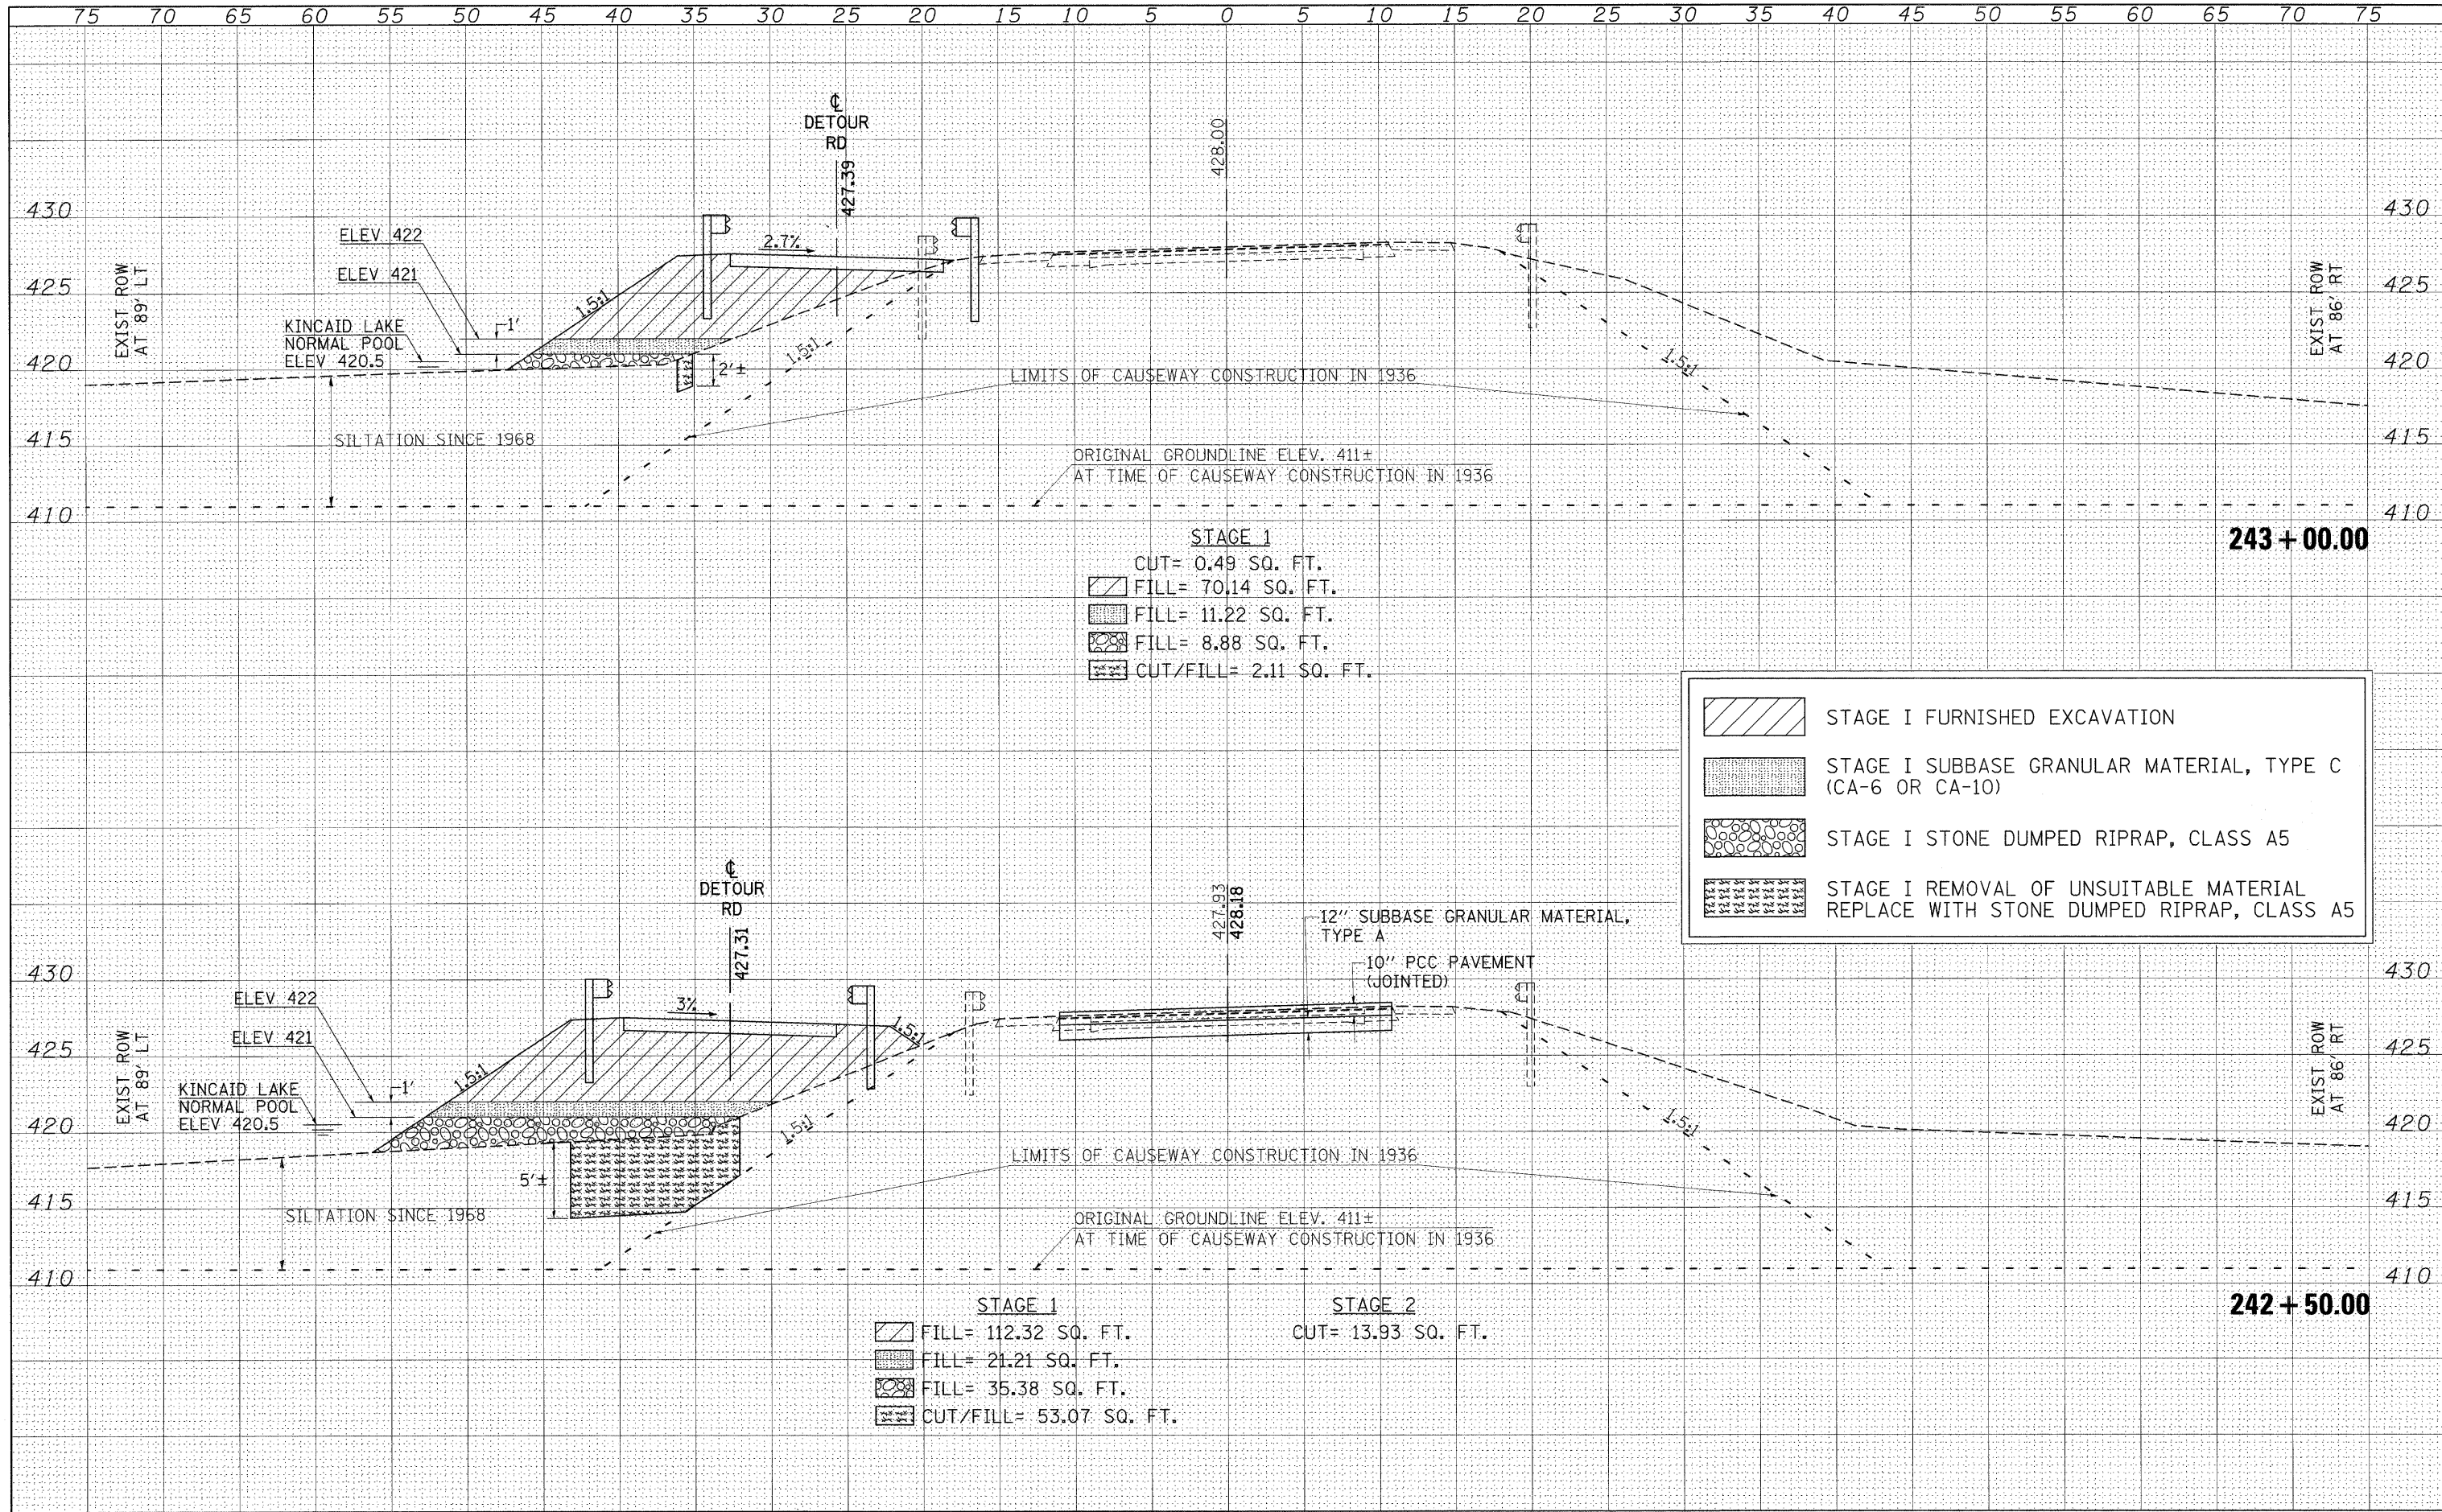 75 70 65 60 55 50 45 40 35 30 25 20 15 10 5 0 5 10 15 20 25 30 35 40 45 50 55 60 65 70 75
℄
DETOUR
RD
427.39
428.00
430
430
ELEV 422
2.7%
ELEV 421
425
425
EXIST ROW
AT 89' LT
EXIST ROW
AT 86' RT
1.5:1
1'
KINCAID LAKE
NORMAL POOL
ELEV 420.5
420
420
2'±
1.5:1
1.5:1
LIMITS OF CAUSEWAY CONSTRUCTION IN 1936
415
415
SILTATION SINCE 1968
ORIGINAL GROUNDLINE ELEV. 411±
AT TIME OF CAUSEWAY CONSTRUCTION IN 1936
410
410
243+00.00
STAGE 1
CUT= 0.49 SQ. FT.
FILL= 70.14 SQ. FT.
FILL= 11.22 SQ. FT.
FILL= 8.88 SQ. FT.
CUT/FILL= 2.11 SQ. FT.
STAGE I FURNISHED EXCAVATION
STAGE I SUBBASE GRANULAR MATERIAL, TYPE C
(CA-6 OR CA-10)
STAGE I STONE DUMPED RIPRAP, CLASS A5
STAGE I REMOVAL OF UNSUITABLE MATERIAL
REPLACE WITH STONE DUMPED RIPRAP, CLASS A5
℄
DETOUR
RD
427.31
427.93
428.18
12" SUBBASE GRANULAR MATERIAL,
TYPE A
10" PCC PAVEMENT
(JOINTED)
430
430
ELEV 422
3%
ELEV 421
1.5:1
425
425
EXIST ROW
AT 89' LT
EXIST ROW
AT 86' RT
1.5:1
1'
KINCAID LAKE
NORMAL POOL
ELEV 420.5
420
420
1.5:1
1.5:1
LIMITS OF CAUSEWAY CONSTRUCTION IN 1936
5'±
415
415
SILTATION SINCE 1968
ORIGINAL GROUNDLINE ELEV. 411±
AT TIME OF CAUSEWAY CONSTRUCTION IN 1936
410
410
242+50.00
STAGE 1
FILL= 112.32 SQ. FT.
FILL= 21.21 SQ. FT.
FILL= 35.38 SQ. FT.
CUT/FILL= 53.07 SQ. FT.
STAGE 2
CUT= 13.93 SQ. FT.